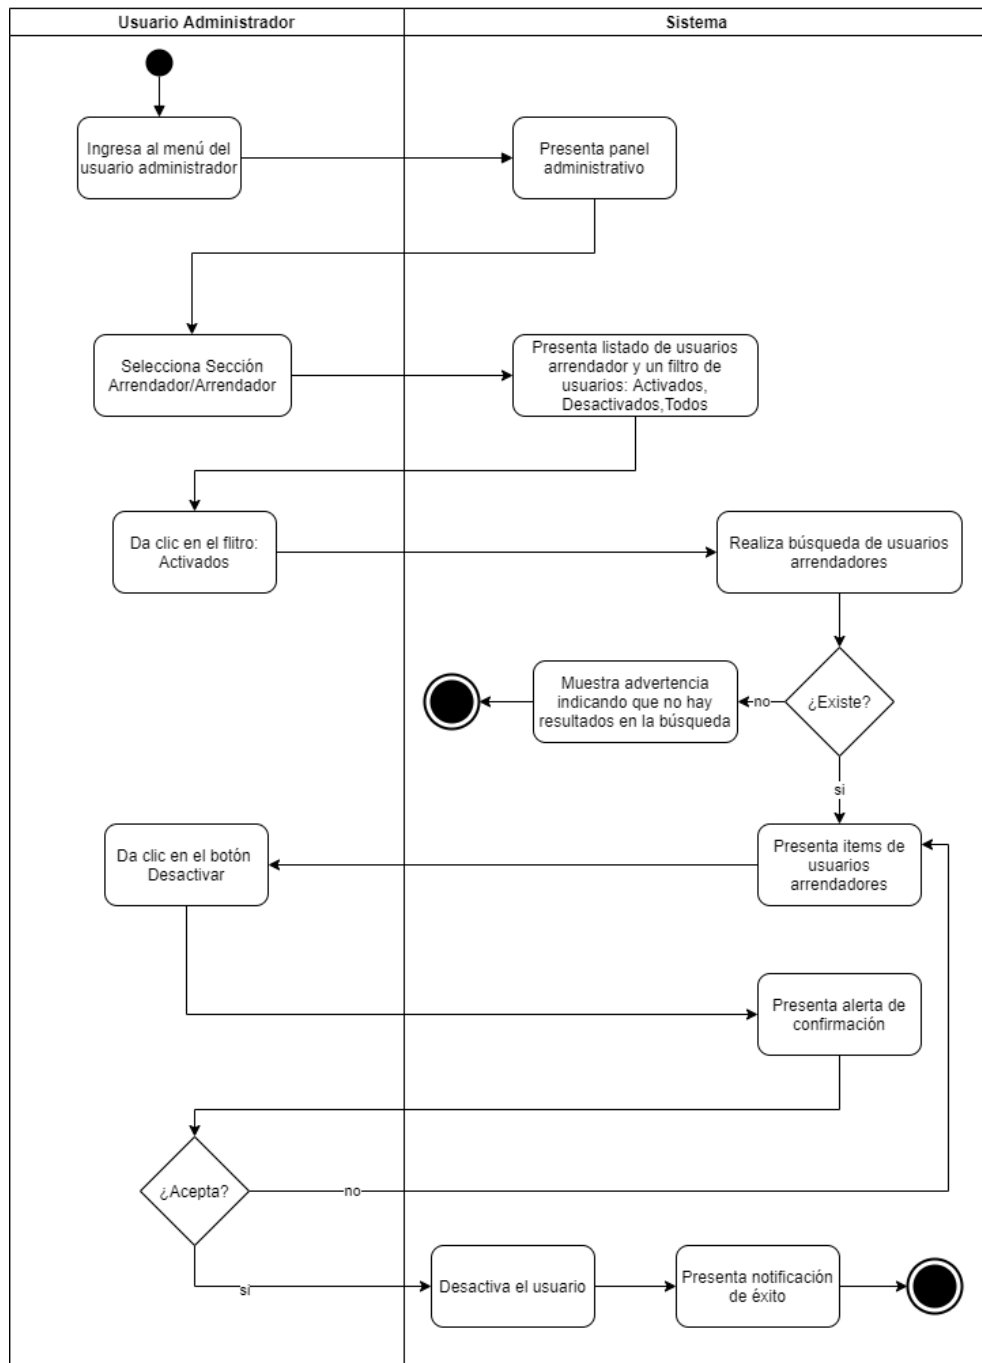 Usuario Administrador
Sistema
Ingresa al menú del
usuario administrador
Presenta panel
administrativo
Selecciona Sección
Arrendador/Arrendador
Presenta listado de usuarios
arrendador y un filtro de
usuarios: Activados,
Desactivados,Todos
Da clic en el flitro:
Activados
Realiza búsqueda de usuarios
arrendadores
¿Existe?
no
Muestra advertencia
indicando que no hay
resultados en la búsqueda
si
Presenta items de
usuarios
arrendadores
Da clic en el botón
Desactivar
Presenta alerta de
confirmación
¿Acepta?
no
si
Desactiva el usuario
Presenta notificación
de éxito